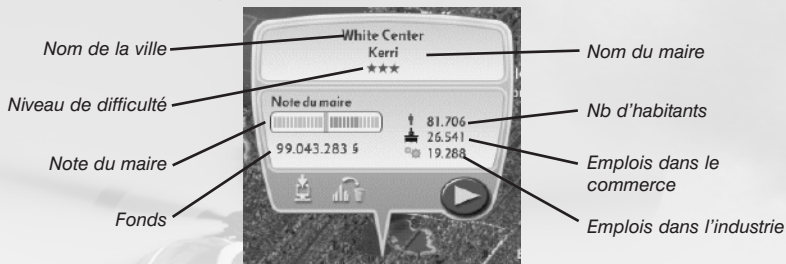 Nom de la ville
Niveau de difficulté
Note du maire
Fonds
White Center
Kerri
★★★
Note du maire
99.043.283 §
81.706
26.541
19.288
Nom du maire
Nb d'habitants
Emplois dans le
commerce
Emplois dans l'industrie